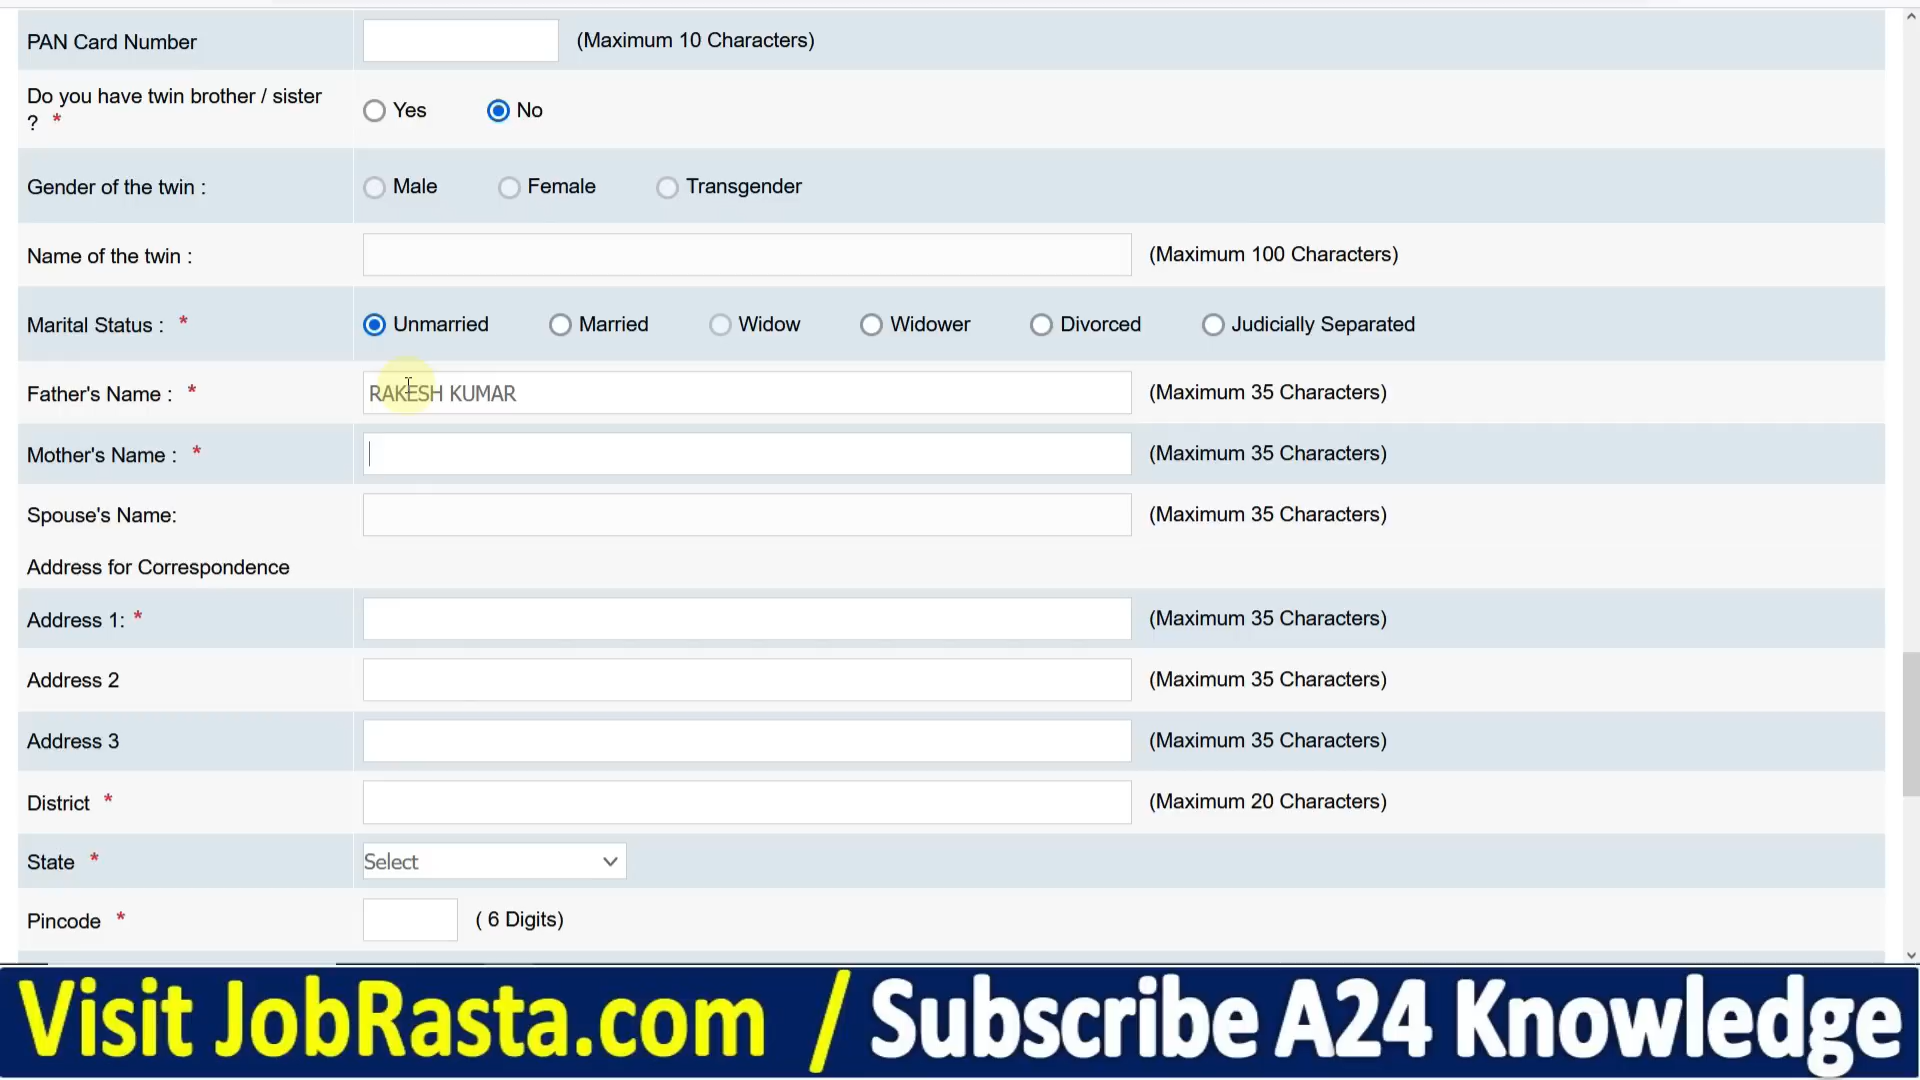 PAN Card Number (Maximum 10 Characters)
Do you have twin brother / sister
? * Yes No
Gender of the twin : Male Female Transgender
Name of the twin : (Maximum 100 Characters)
Marital Status : * Unmarried Married Widow Widower Divorced Judicially Separated
Father's Name : * RAKESH KUMAR (Maximum 35 Characters)
Mother's Name : * (Maximum 35 Characters)
Spouse's Name: (Maximum 35 Characters)
Address for Correspondence
Address 1: * (Maximum 35 Characters)
Address 2 (Maximum 35 Characters)
Address 3 (Maximum 35 Characters)
District * (Maximum 20 Characters)
State * Select
Pincode * ( 6 Digits)
Visit JobRasta.com / Subscribe A24 Knowledge